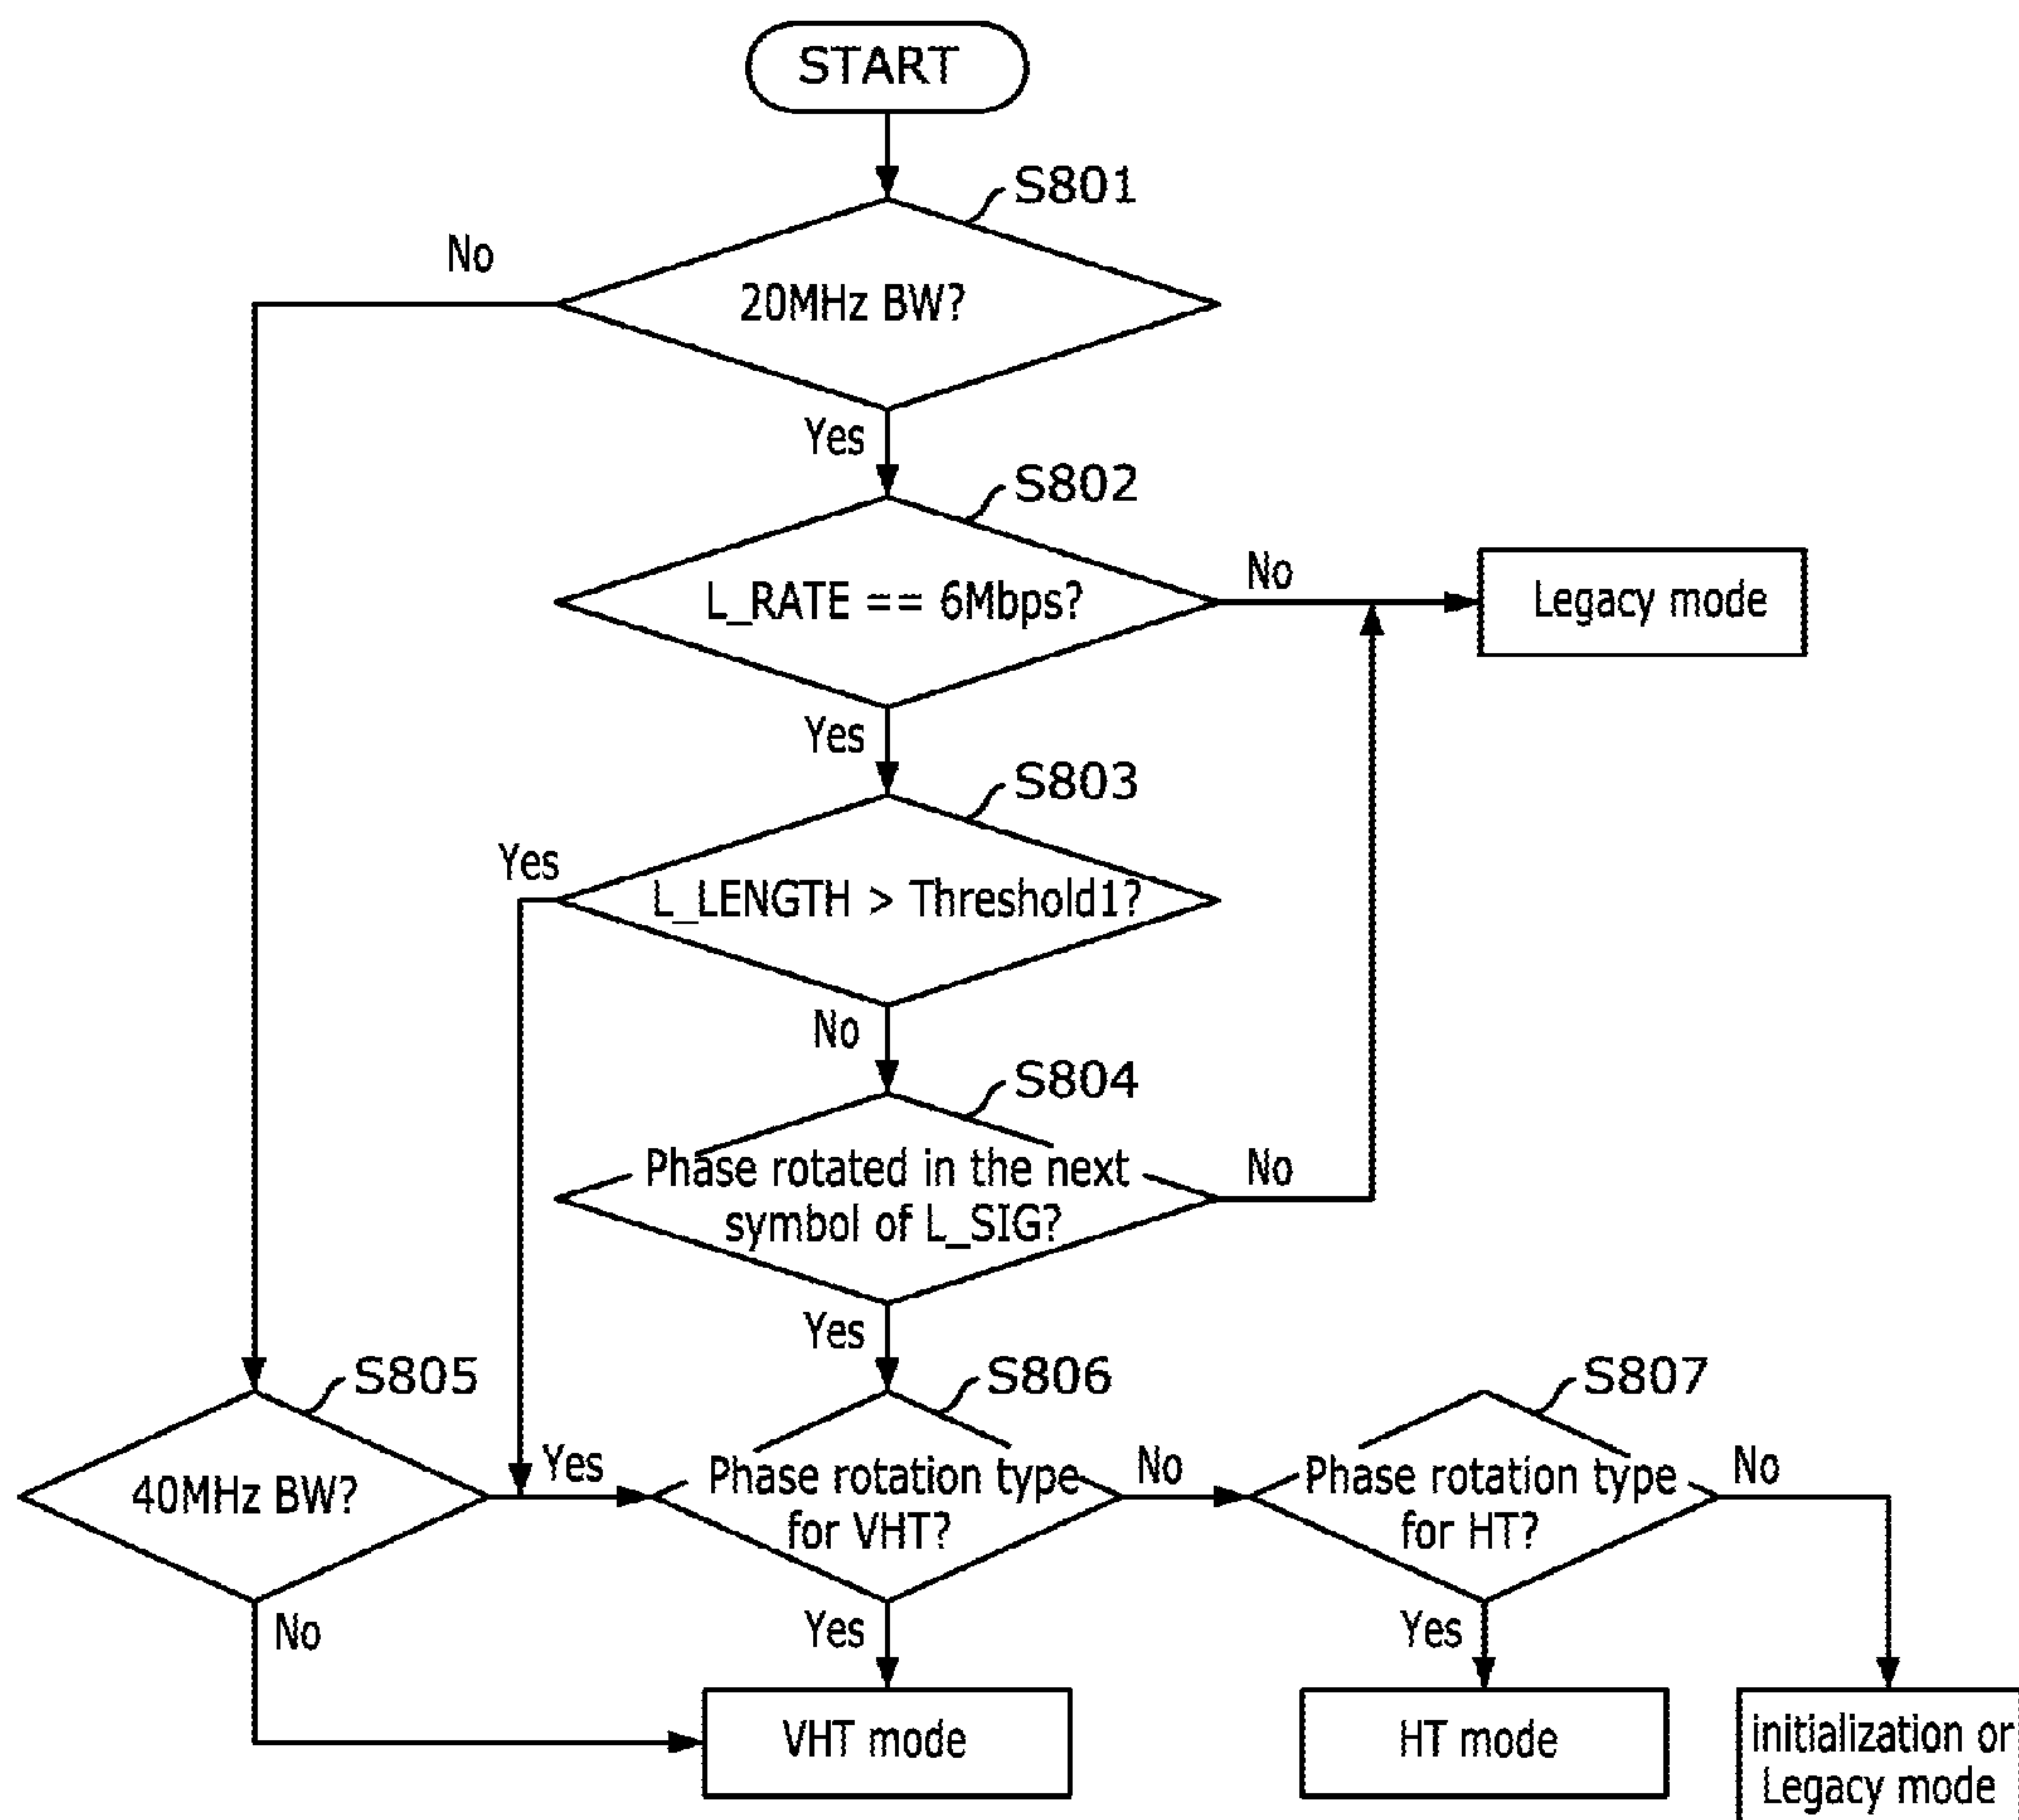 START
S801
No
20MHz BW?
Yes
S802
L_RATE == 6Mbps?
No
Legacy mode
Yes
S803
Yes
L_LENGTH > Threshold1?
No
S804
Phase rotated in the next
symbol of L_SIG?
No
Yes
S805
S806
S807
40MHz BW?
Yes
Phase rotation type
for VHT?
No
Phase rotation type
for HT?
No
No
Yes
Yes
VHT mode
HT mode
initialization or
Legacy mode